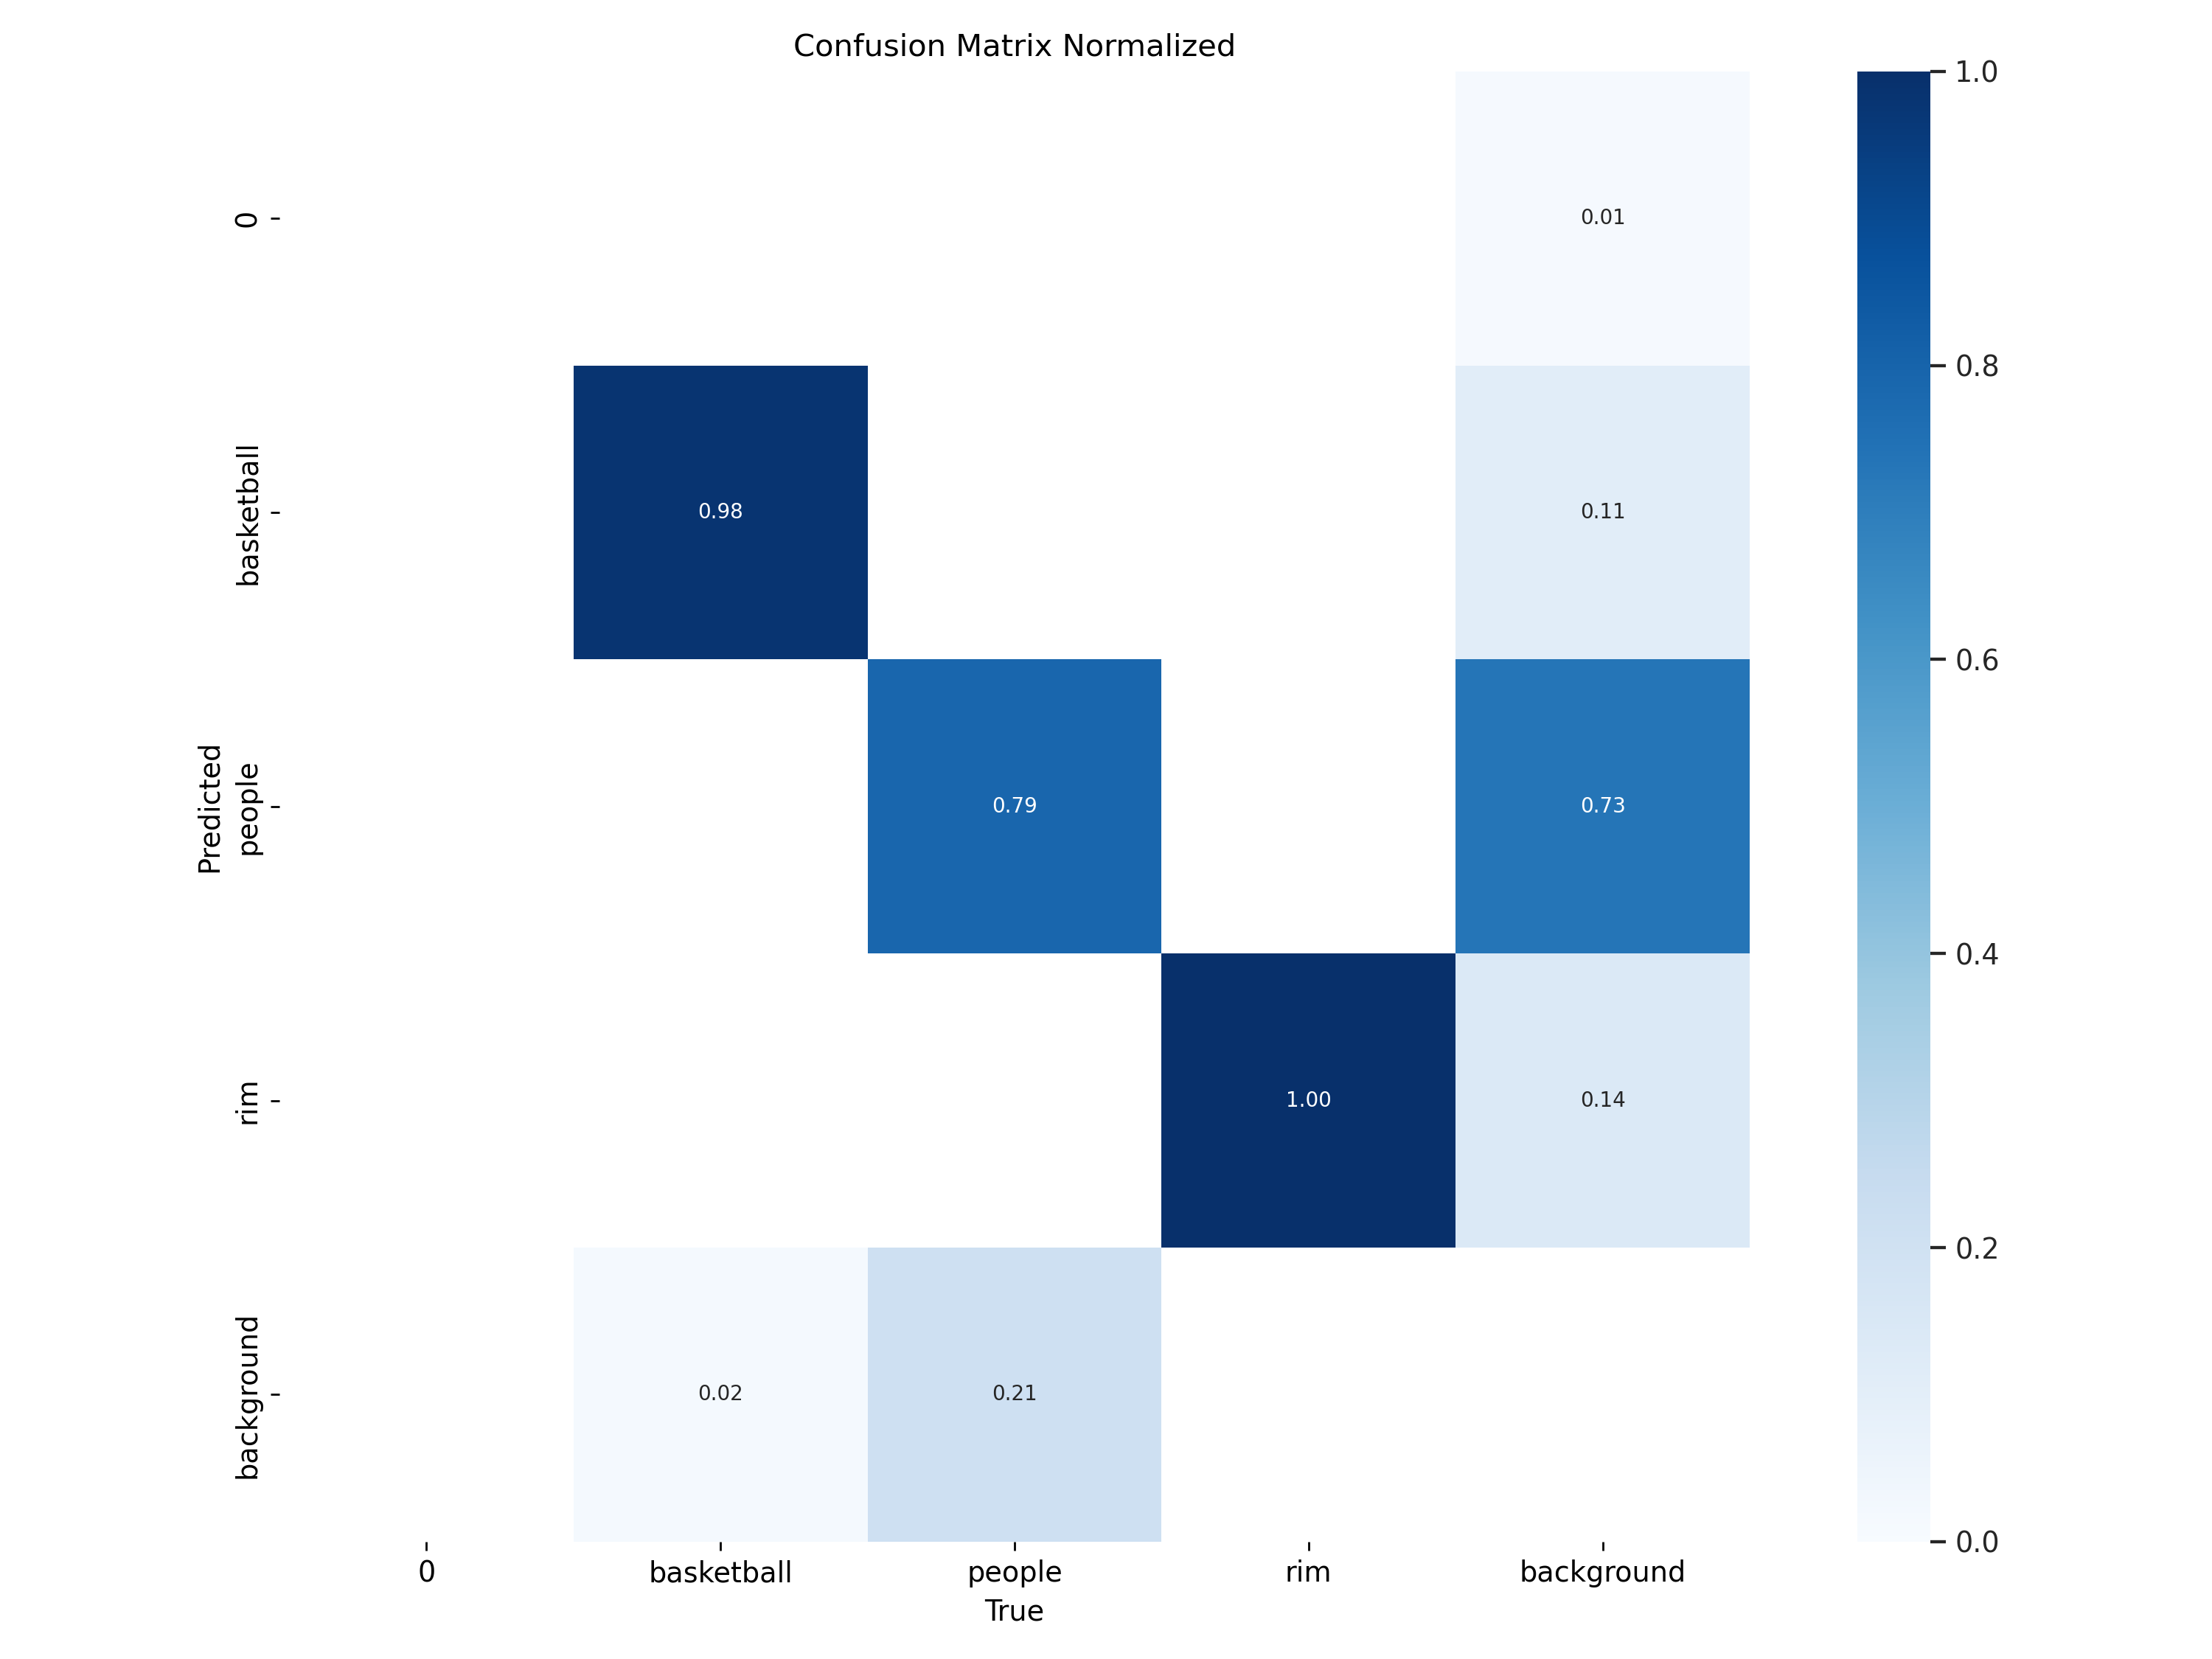 Confusion Matrix Normalized
1.0
0
0.01
0.8
basketball
0.98
0.11
0.6
Predicted
people
0.79
0.73
0.4
rim
1.00
0.14
0.2
background
0.02
0.21
0.0
0
basketball
people
rim
background
True